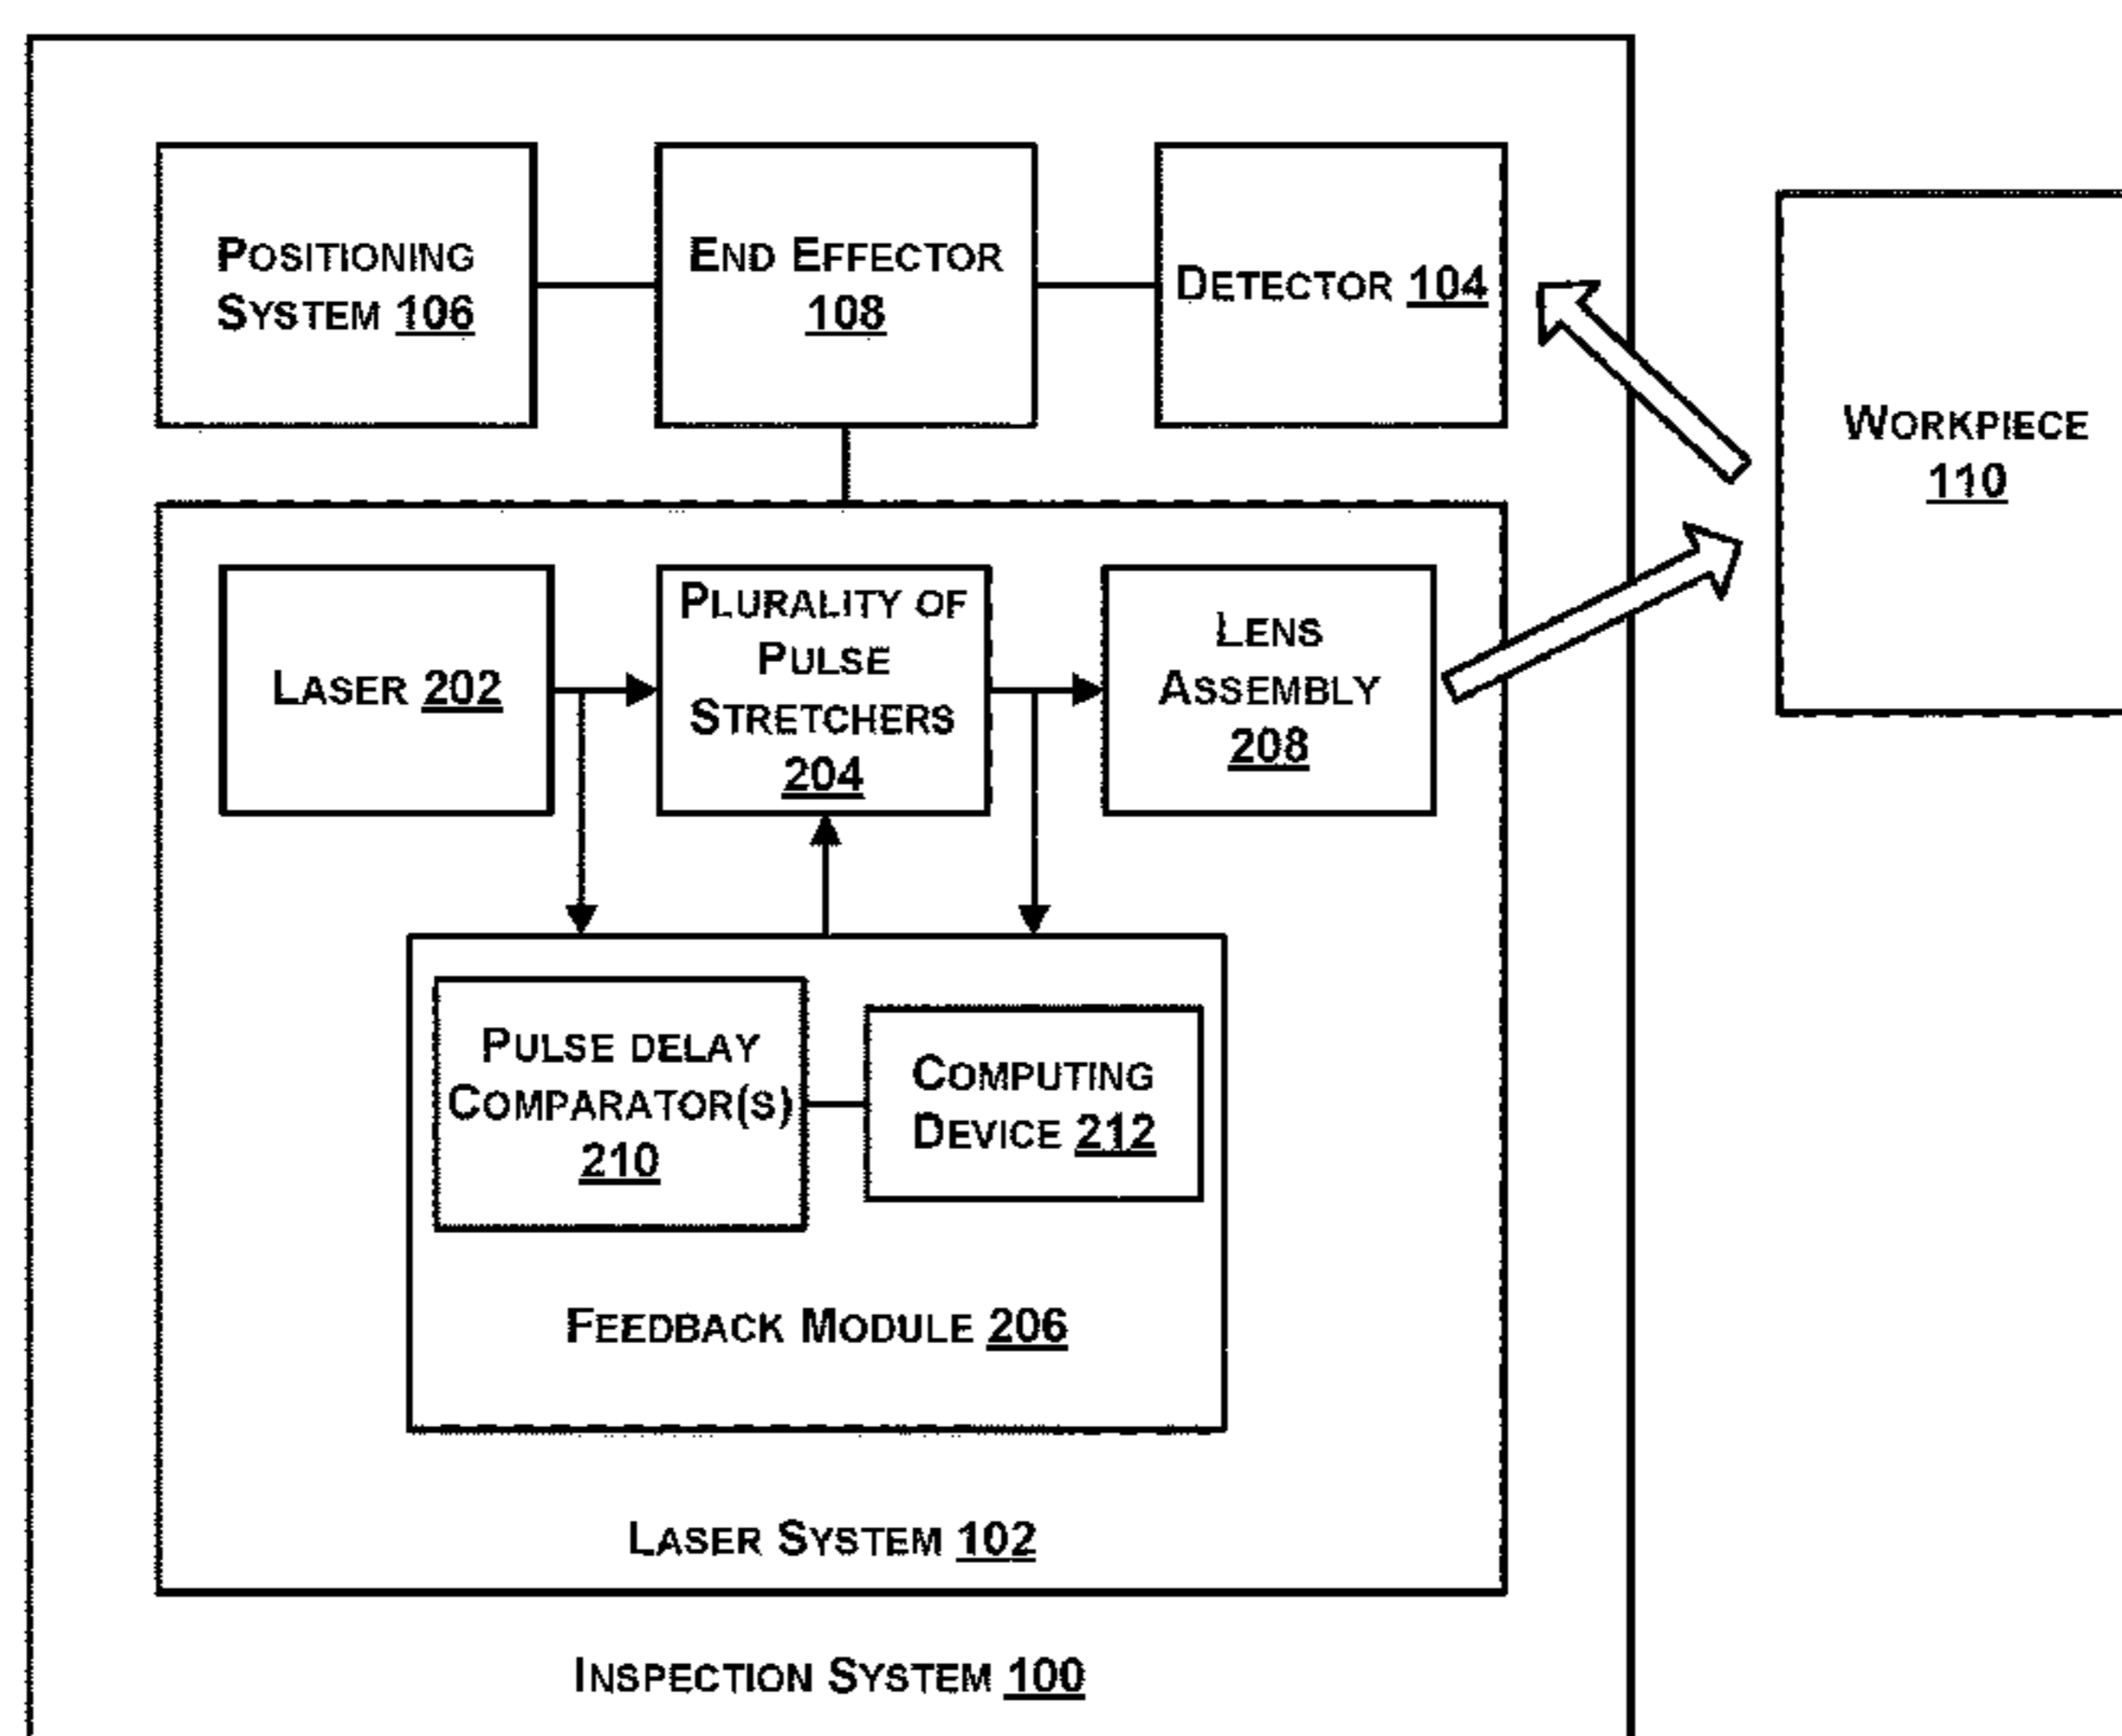 POSITIONING
SYSTEM 106
END EFFECTOR
108
DETECTOR 104
WORKPIECE
110
LASER 202
PLURALITY OF
PULSE
STRETCHERS
204
LENS
ASSEMBLY
208
PULSE DELAY
COMPARATOR(S)
210
COMPUTING
DEVICE 212
FEEDBACK MODULE 206
LASER SYSTEM 102
INSPECTION SYSTEM 100